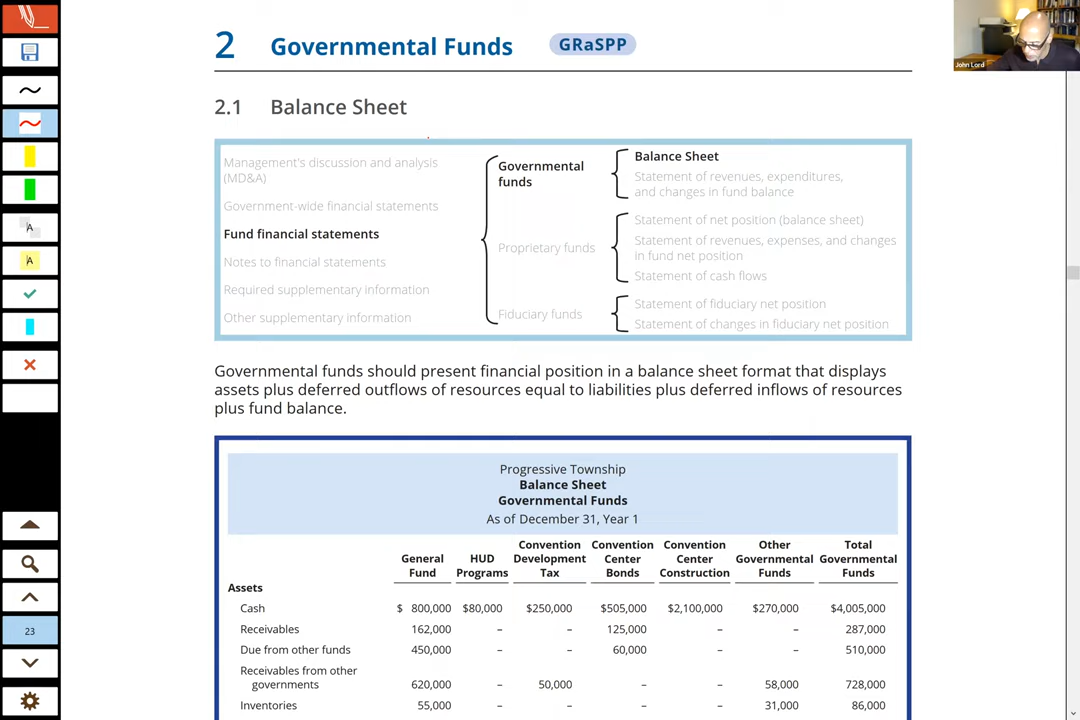 2 Governmental Funds GRaSPP
John Lord
2.1 Balance Sheet
Management's discussion and analysis
(MD&A)
Government-wide financial statements
Fund financial statements
Notes to financial statements
Required supplementary information
Other supplementary information
Governmental
funds
Proprietary funds
Fiduciary funds
Balance Sheet
Statement of revenues, expenditures,
and changes in fund balance
Statement of net position (balance sheet)
Statement of revenues, expenses, and changes
in fund net position
Statement of cash flows
Statement of fiduciary net position
Statement of changes in fiduciary net position
Governmental funds should present financial position in a balance sheet format that displays
assets plus deferred outflows of resources equal to liabilities plus deferred inflows of resources
plus fund balance.
Progressive Township
Balance Sheet
Governmental Funds
As of December 31, Year 1
Convention Convention Convention Other Total
General HUD Development Center Center Governmental Governmental
Fund Programs Tax Bonds Construction Funds Funds
Assets
Cash $ 800,000 $80,000 $250,000 $505,000 $2,100,000 $270,000 $4,005,000
Receivables 162,000 – – 125,000 – – 287,000
Due from other funds 450,000 – – 60,000 – – 510,000
Receivables from other
governments 620,000 – 50,000 – – 58,000 728,000
Inventories 55,000 – – – – 31,000 86,000
A
A
23